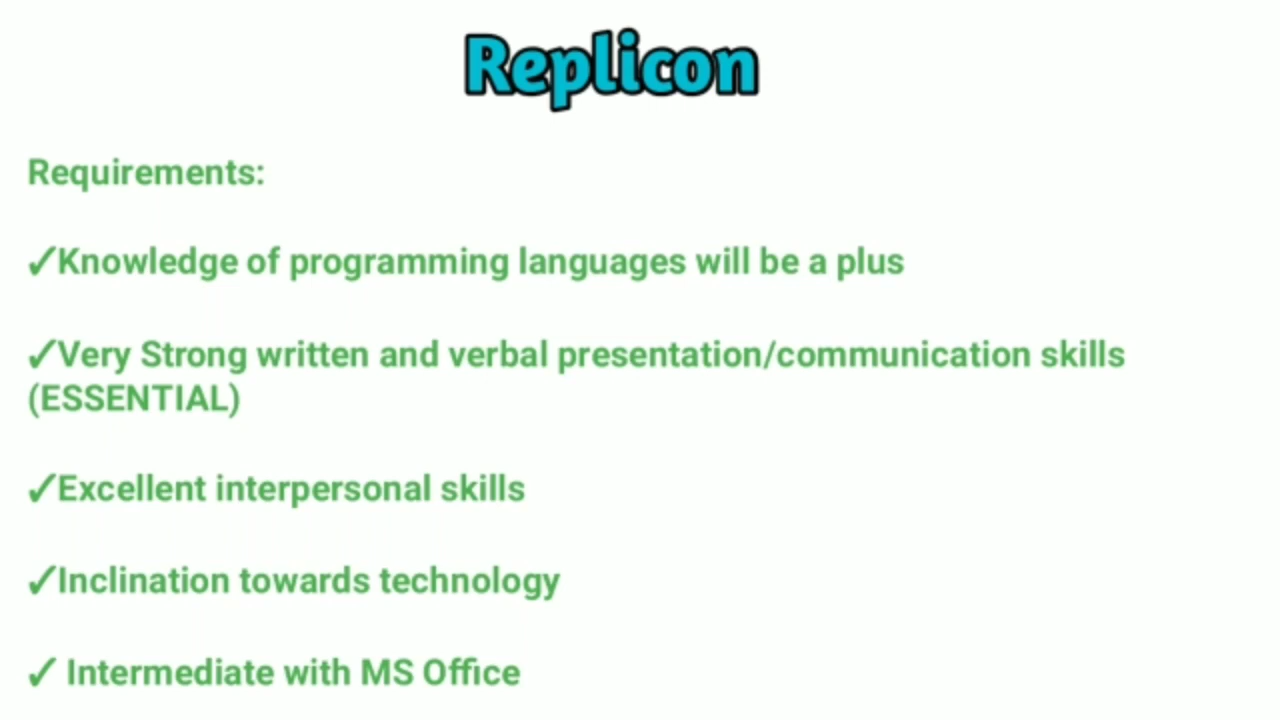 Replicon
Requirements:
✓Knowledge of programming languages will be a plus
✓Very Strong written and verbal presentation/communication skills
(ESSENTIAL)
✓Excellent interpersonal skills
✓Inclination towards technology
✓ Intermediate with MS Office